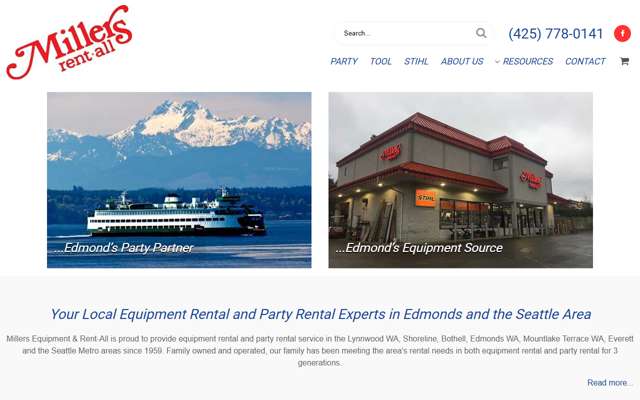 Millers
rent·all
Search...
(425) 778-0141
PARTY TOOL STIHL ABOUT US RESOURCES CONTACT
Millers
Millers
STIHL
...Edmond's Party Partner
...Edmond's Equipment Source
Your Local Equipment Rental and Party Rental Experts in Edmonds and the Seattle Area
Millers Equipment & Rent-All is proud to provide equipment rental and party rental service in the Lynnwood WA, Shoreline, Bothell, Edmonds WA, Mountlake Terrace WA, Everett
and the Seattle Metro areas since 1959. Family owned and operated, our family has been meeting the area's rental needs in both equipment rental and party rental for 3
generations.
Read more...